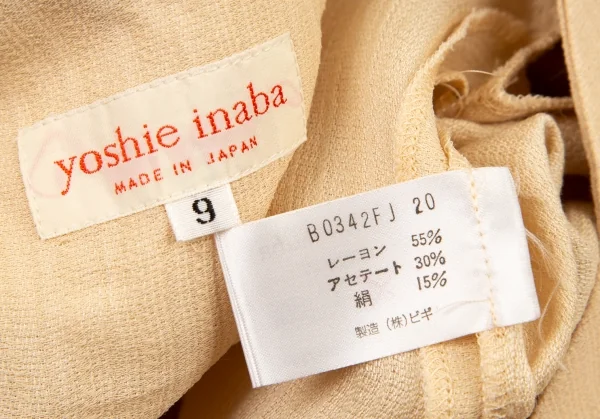 yoshie inaba
MADE IN JAPAN
9
B0342FJ 20
レーヨン 55%
アセテート 30%
絹 15%
製造 (株)ビギ